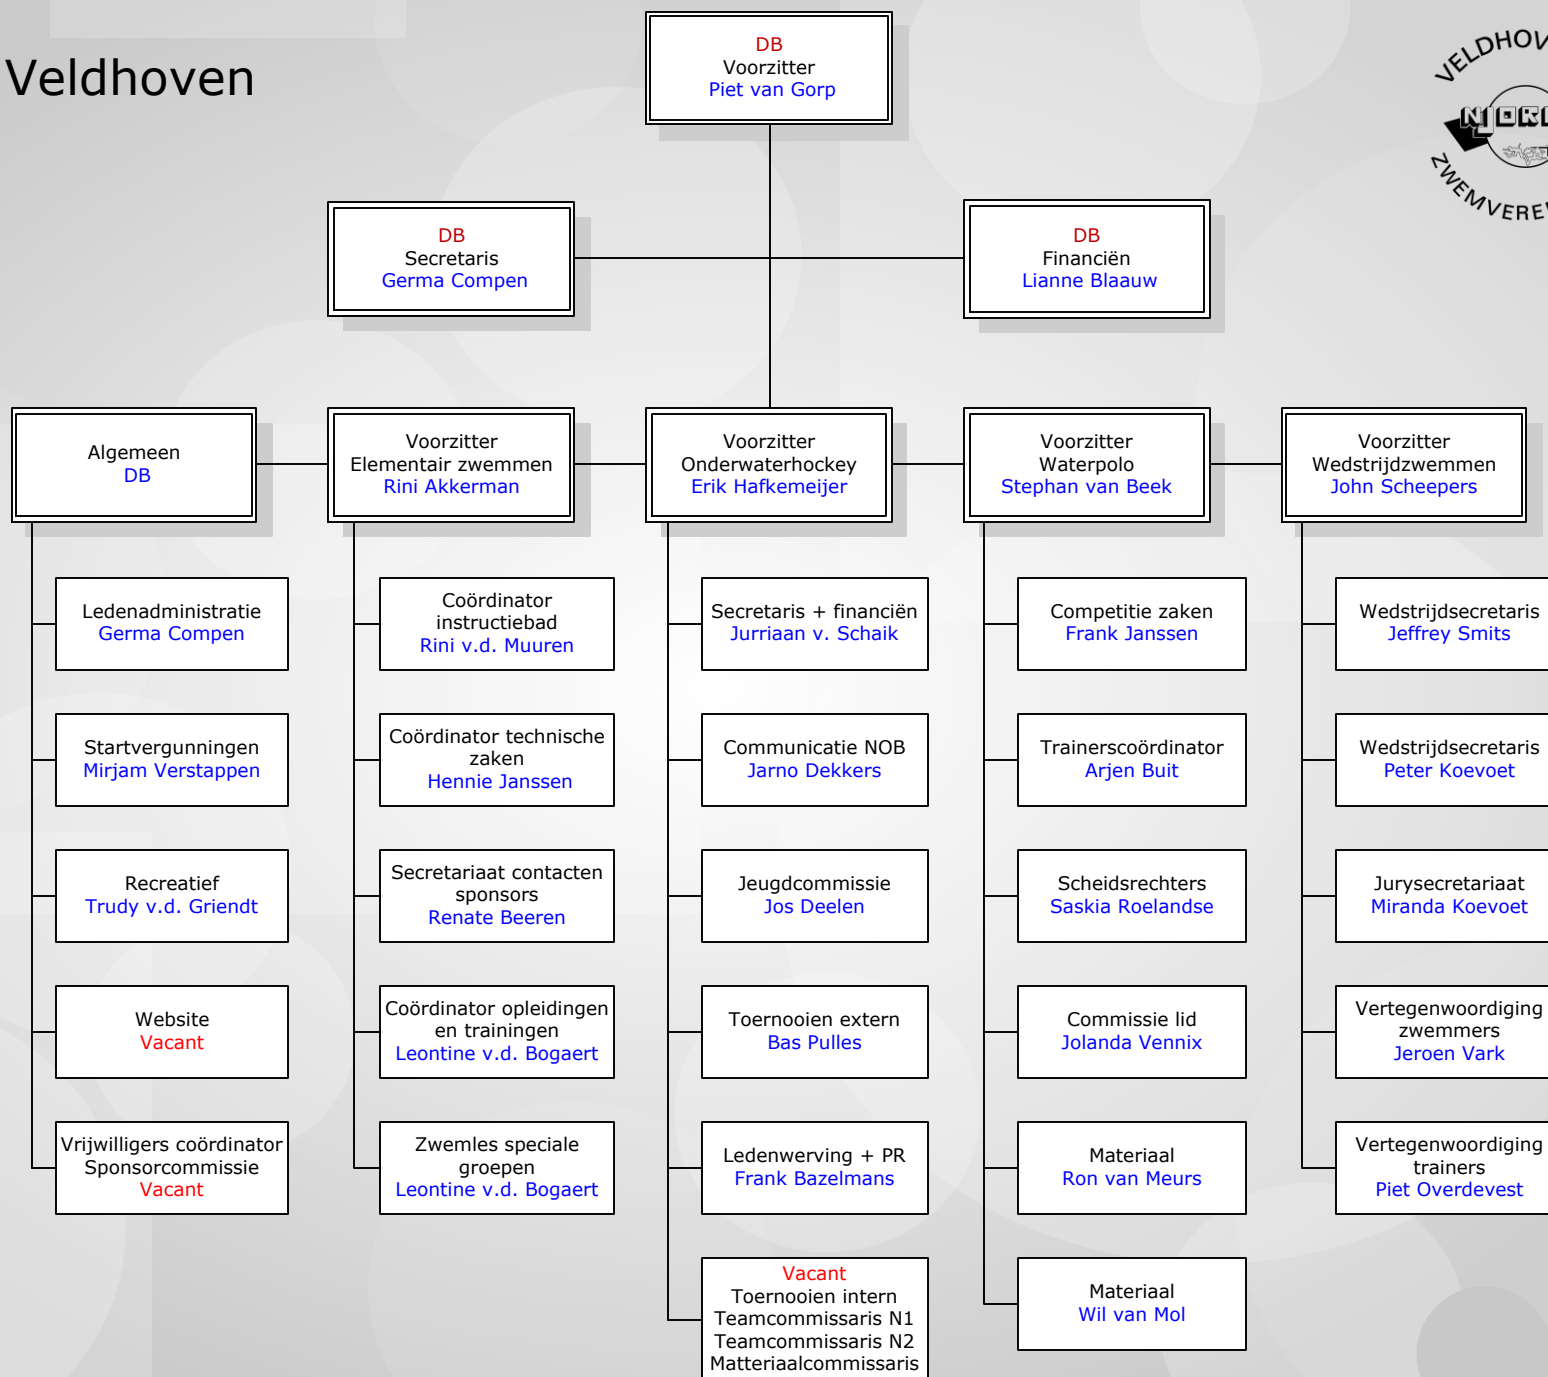 Veldhoven
DB
Voorzitter
Piet van Gorp
DB
Secretaris
Germa Compen
DB
Financiën
Lianne Blaauw
Algemeen
DB
Voorzitter
Elementair zwemmen
Rini Akkerman
Voorzitter
Onderwaterhockey
Erik Hafkemeijer
Voorzitter
Waterpolo
Stephan van Beek
Voorzitter
Wedstrijdzwemmen
John Scheepers
Ledenadministratie
Germa Compen
Startvergunningen
Mirjam Verstappen
Recreatief
Trudy v.d. Griendt
Website
Vacant
Vrijwilligers coördinator
Sponsorcommissie
Vacant
Coördinator
instructiebad
Rini v.d. Muuren
Coördinator technische
zaken
Hennie Janssen
Secretariaat contacten
sponsors
Renate Beeren
Coördinator opleidingen
en trainingen
Leontine v.d. Bogaert
Zwemles speciale
groepen
Leontine v.d. Bogaert
Secretaris + financiën
Jurriaan v. Schaik
Communicatie NOB
Jarno Dekkers
Jeugdcommissie
Jos Deelen
Toernooien extern
Bas Pulles
Ledenwerving + PR
Frank Bazelmans
Vacant
Toernooien intern
Teamcommissaris N1
Teamcommissaris N2
Matteriaalcommissaris
Competitie zaken
Frank Janssen
Trainerscoördinator
Arjen Buit
Scheidsrechters
Saskia Roelandse
Commissie lid
Jolanda Vennix
Materiaal
Ron van Meurs
Materiaal
Wil van Mol
Wedstrijdsecretaris
Jeffrey Smits
Wedstrijdsecretaris
Peter Koevoet
Jurysecretariaat
Miranda Koevoet
Vertegenwoordiging
zwemmers
Jeroen Vark
Vertegenwoordiging
trainers
Piet Overdevest